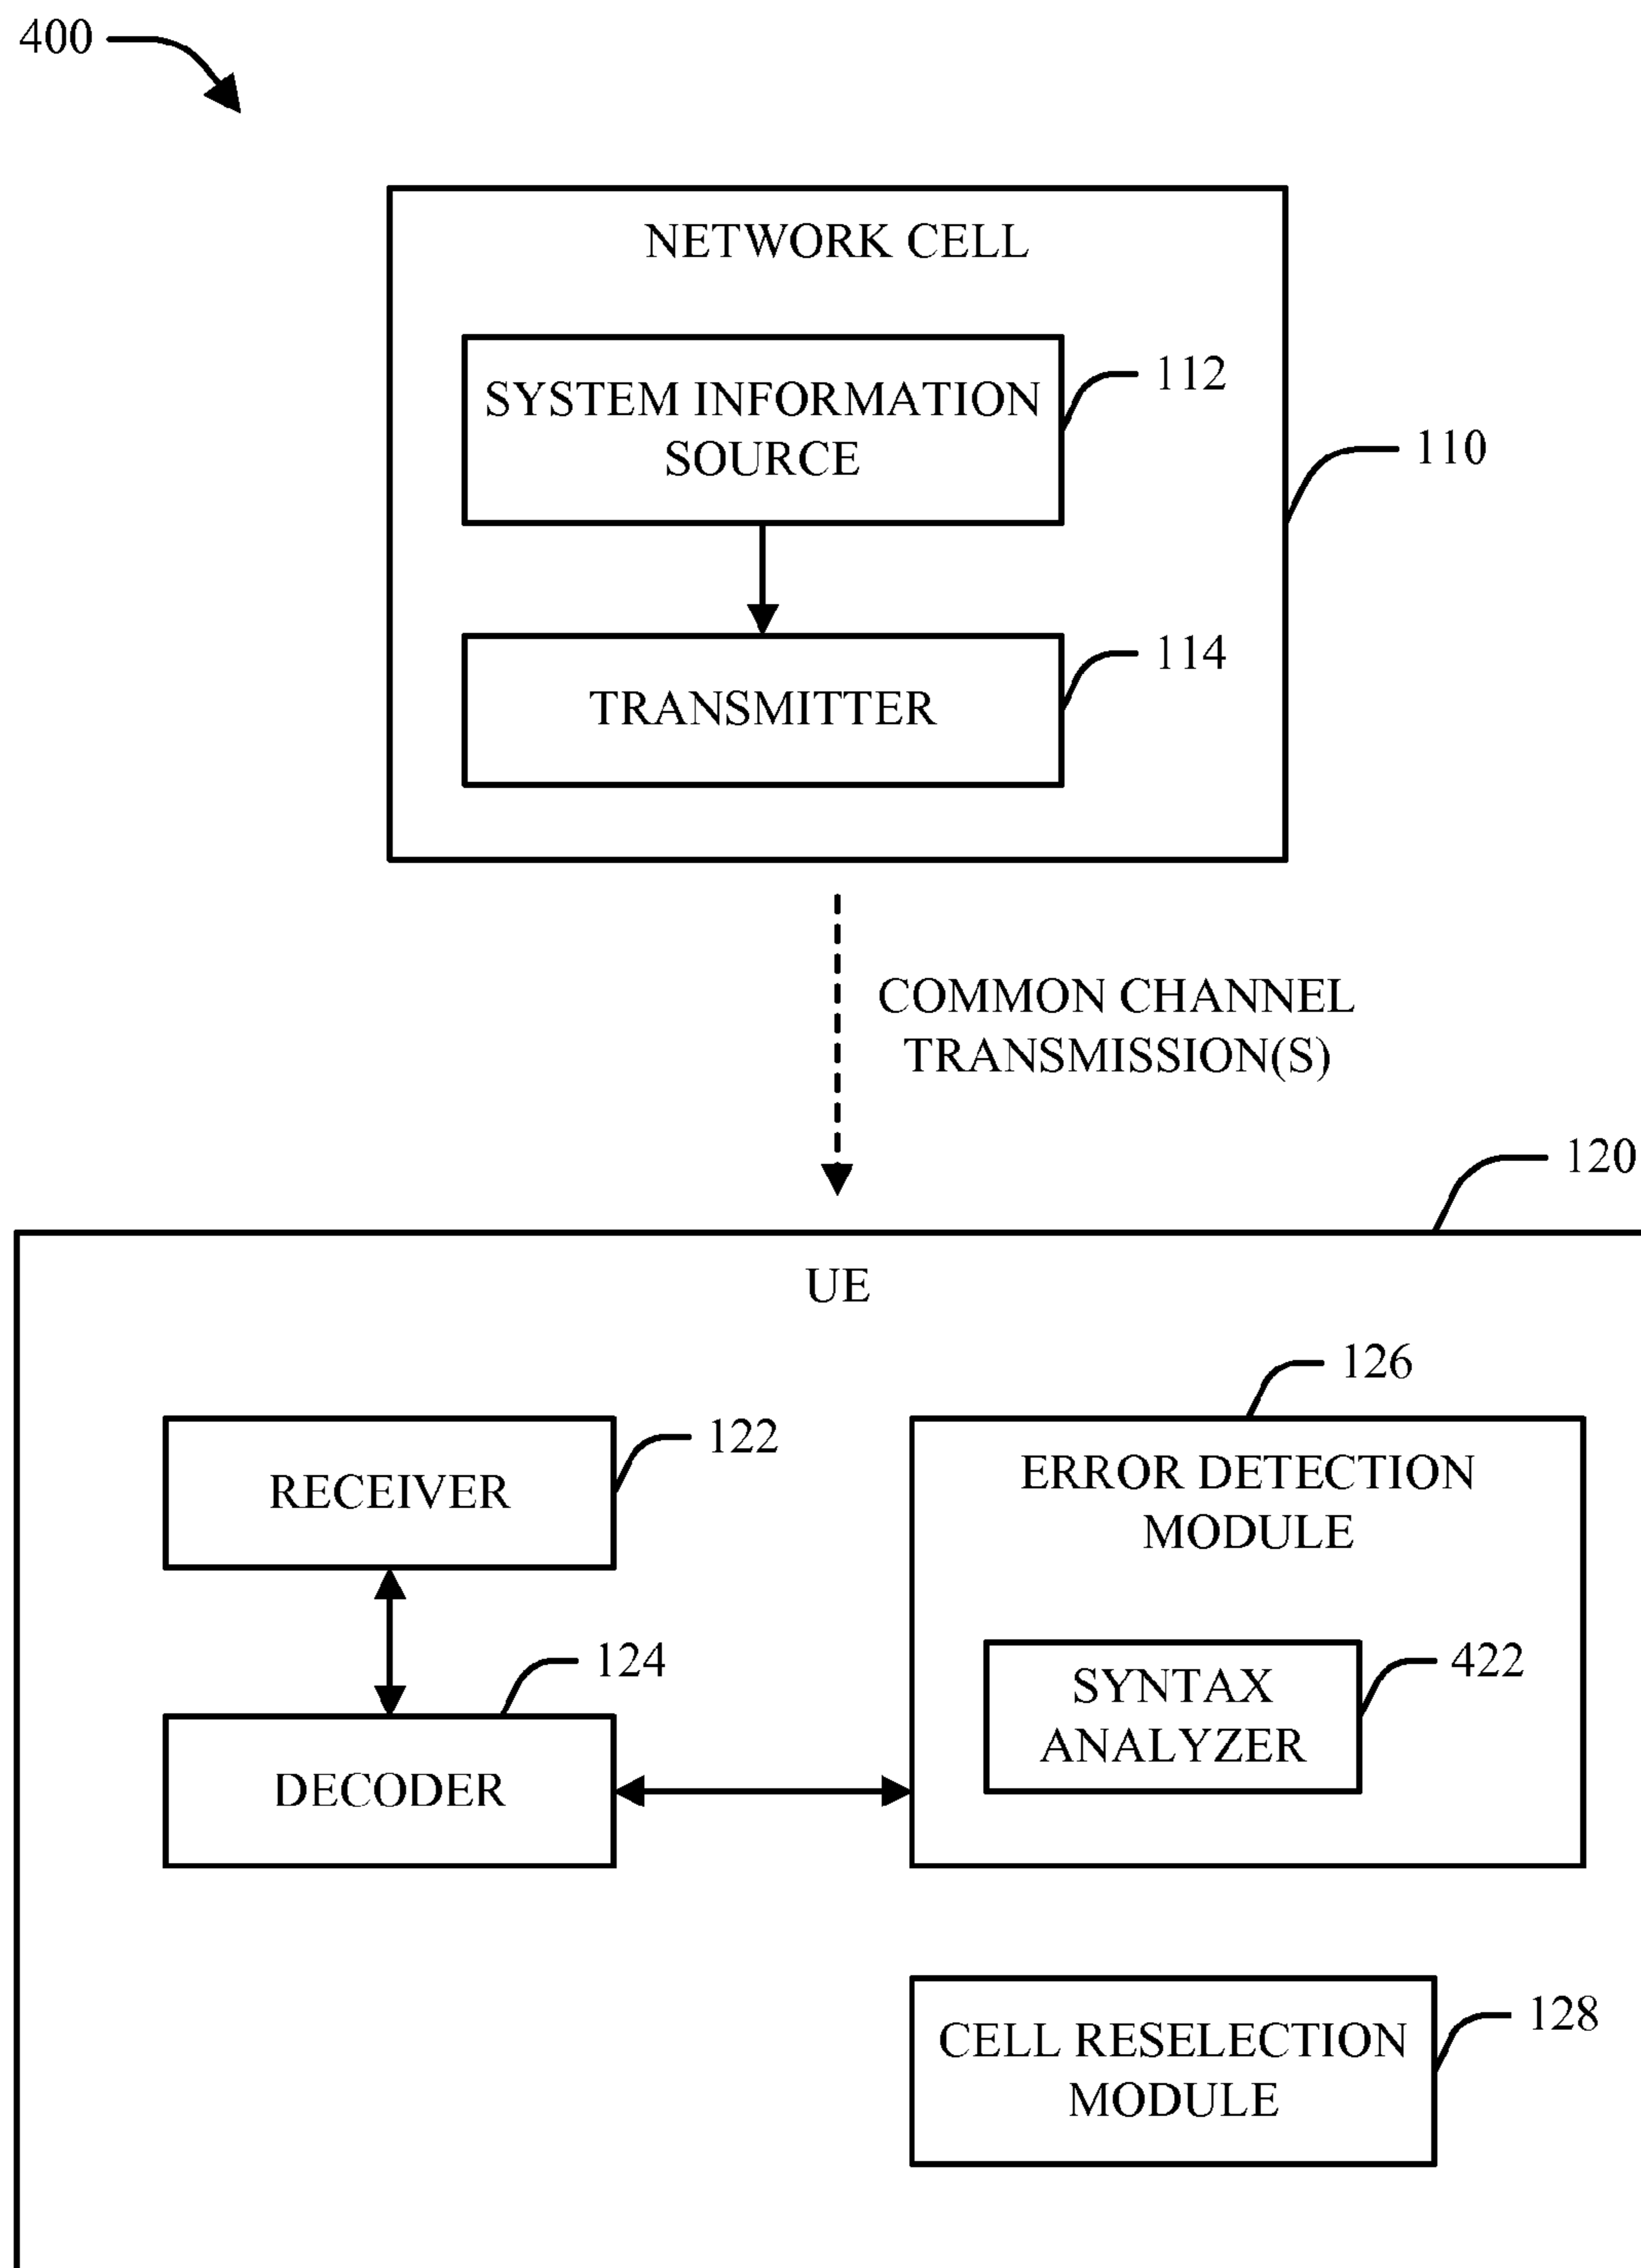 400
NETWORK CELL
SYSTEM INFORMATION
SOURCE
112
110
TRANSMITTER
114
COMMON CHANNEL
TRANSMISSION(S)
120
UE
126
RECEIVER
122
ERROR DETECTION
MODULE
124
DECODER
SYNTAX
ANALYZER
422
CELL RESELECTION
MODULE
128